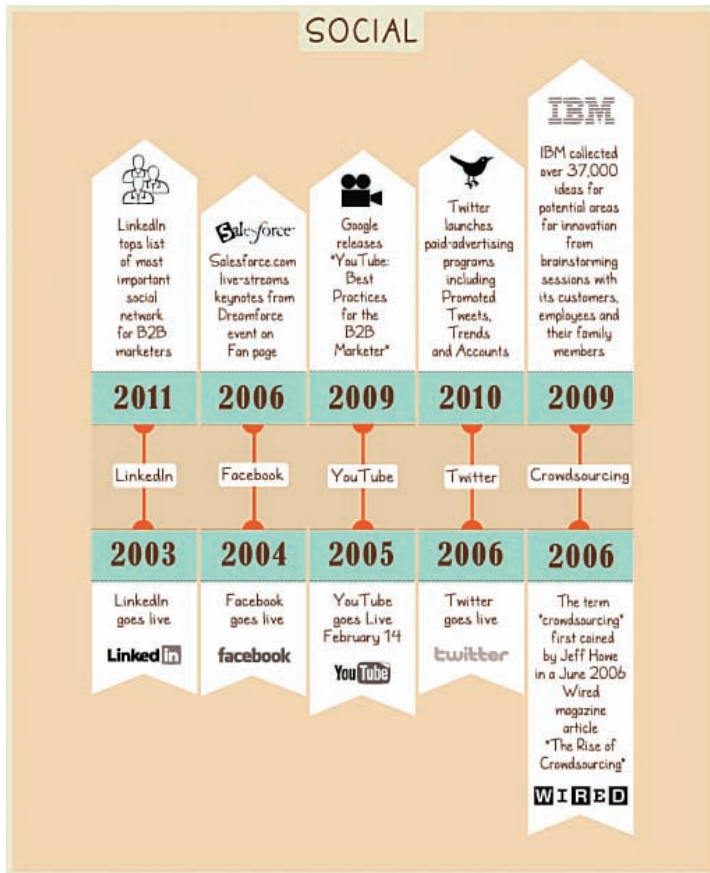 SOCIAL
LinkedIn
tops list
of most
important
social
network
for B2B
marketers
2011
salesforce
Salesforce.com
live-streams
keynotes from
Dreamforce
event on
Fan page
2006
Google
releases
"YouTube:
Best
Practices
for the
B2B
Marketer"
2009
Twitter
launches
paid-advertising
programs
including
Promoted
Tweets,
Trends
and Accounts
2010
IBM
IBM collected
over 37,000
ideas for
potential areas
for innovation
from
brainstorming
sessions with
its customers,
employees and
their family
members
2009
LinkedIn
Facebook
YouTube
Twitter
Crowdsourcing
2003
LinkedIn
goes live
Linked in
2004
Facebook
goes live
facebook
2005
YouTube
goes Live
February 14
YouTube
2006
Twitter
goes live
twitter
2006
The term
"crowdsourcing"
first coined
by Jeff Howe
in a June 2006
Wired
magazine
article
"The Rise of
Crowdsourcing"
WIRED